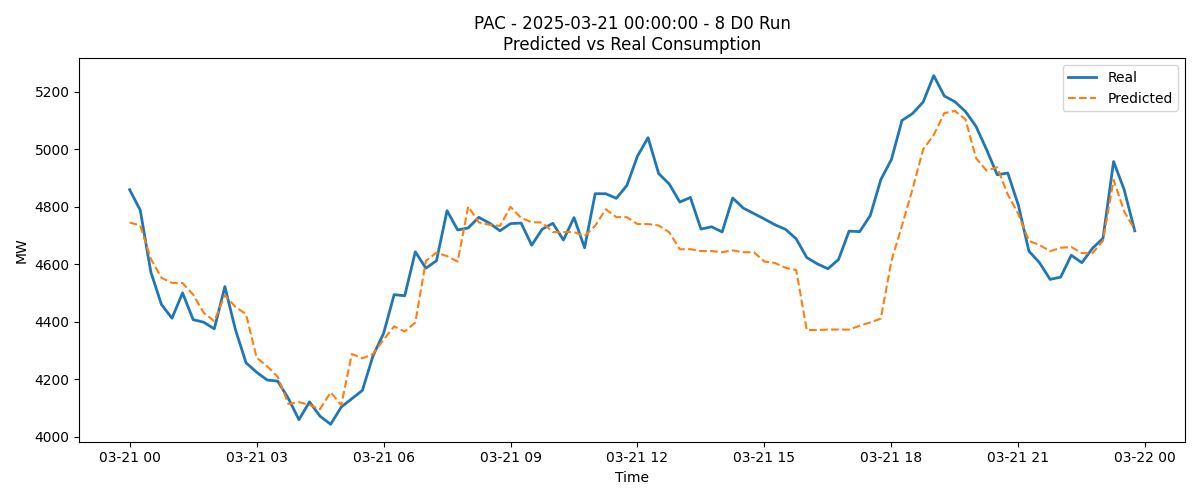 PAC - 2025-03-21 00:00:00 - 8 D0 Run
Predicted vs Real Consumption
Real
Predicted
MW
5200
5000
4800
4600
4400
4200
4000
03-21 00
03-21 03
03-21 06
03-21 09
03-21 12
03-21 15
03-21 18
03-21 21
03-22 00
Time